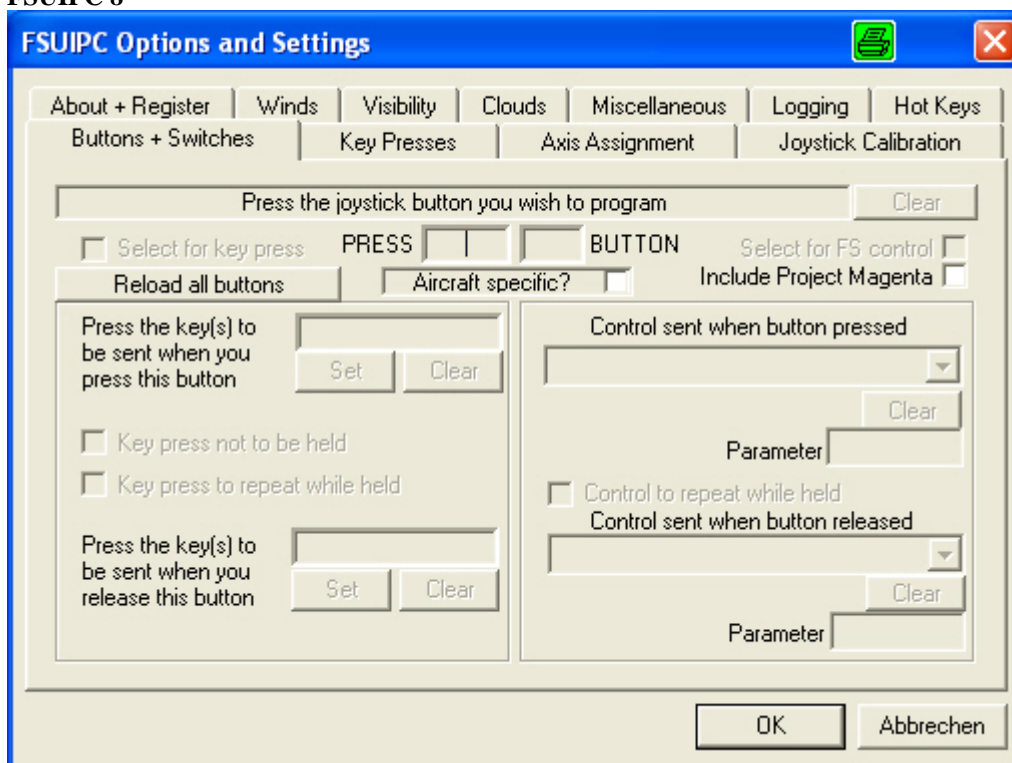 FSUIPC Options and Settings
About + Register Winds Visibility Clouds Miscellaneous Logging Hot Keys
Buttons + Switches Key Presses Axis Assignment Joystick Calibration
Press the joystick button you wish to program Clear
Select for key press PRESS BUTTON Select for FS control
Reload all buttons Aircraft specific? Include Project Magenta
Press the key(s) to
be sent when you
press this button
Set Clear
Key press not to be held
Key press to repeat while held
Press the key(s) to
be sent when you
release this button
Set Clear
Control sent when button pressed
Clear
Parameter
Control to repeat while held
Control sent when button released
Clear
Parameter
OK Abbrechen